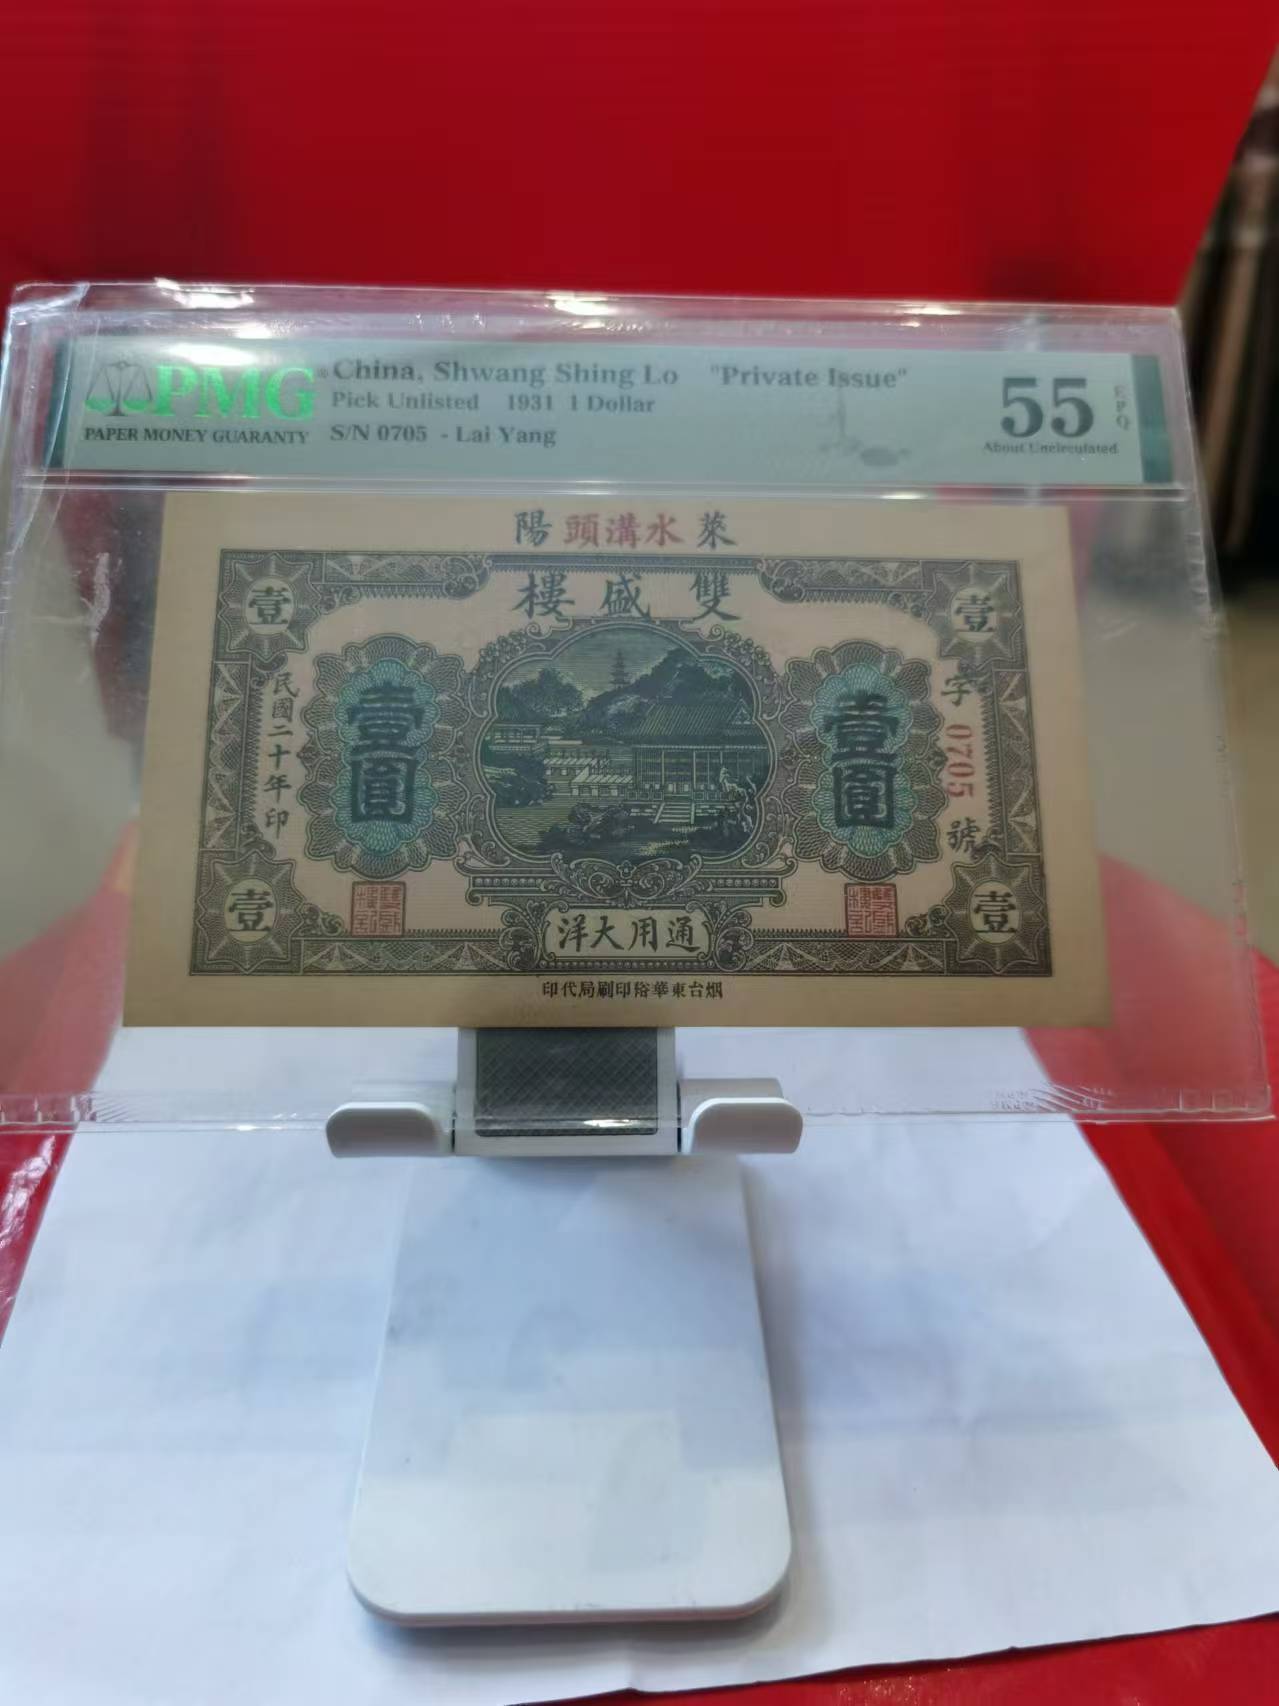 PMG
PAPER MONEY GUARANTY
China, Shwang Shing Lo "Private Issue"
Pick Unlisted 1931 1 Dollar
S/N 0705 - Lai Yang
55
About Uncirculated
EPQ
陽 頭溝水 萊
樓盛雙
壹
壹
民國二十年印
壹圓
壹圓
字 0705 號
壹
壹
洋大用通
印代局刷印裕華東台烟